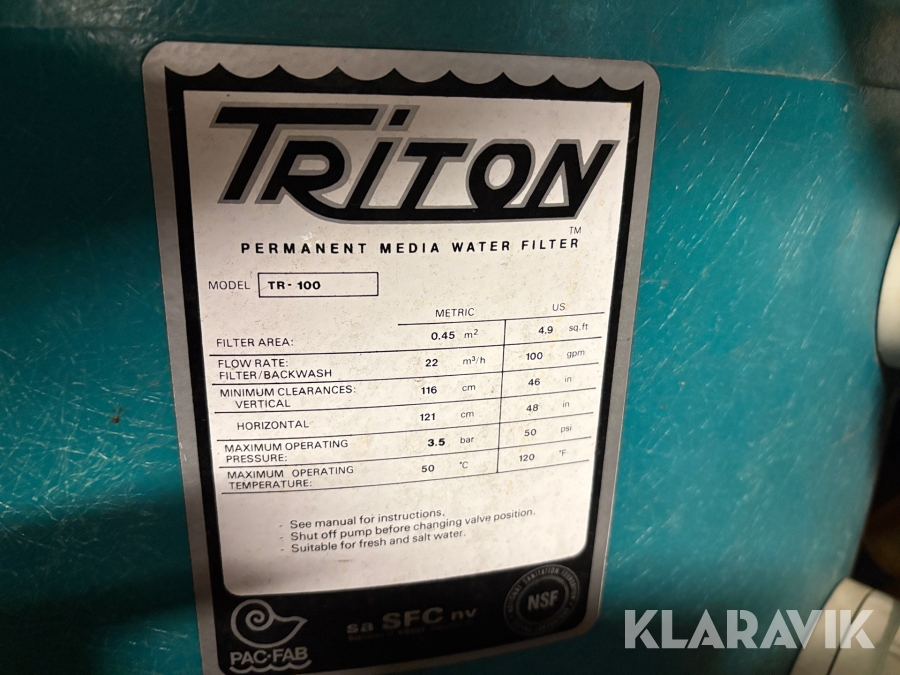 TRITON
TM
PERMANENT MEDIA WATER FILTER
MODEL TR-100
METRIC US
FILTER AREA: 0.45 m² 4.9 sq.ft
FLOW RATE: 22 m³/h 100 gpm
FILTER/BACKWASH
MINIMUM CLEARANCES: 116 cm 46 in
VERTICAL
HORIZONTAL 121 cm 48 in
MAXIMUM OPERATING 3.5 bar 50 psi
PRESSURE:
MAXIMUM OPERATING 50 °C 120 °F
TEMPERATURE:
- See manual for instructions.
- Shut off pump before changing valve position.
- Suitable for fresh and salt water.
PAC-FAB
sa SFC nv
NSF
KLARAVIK